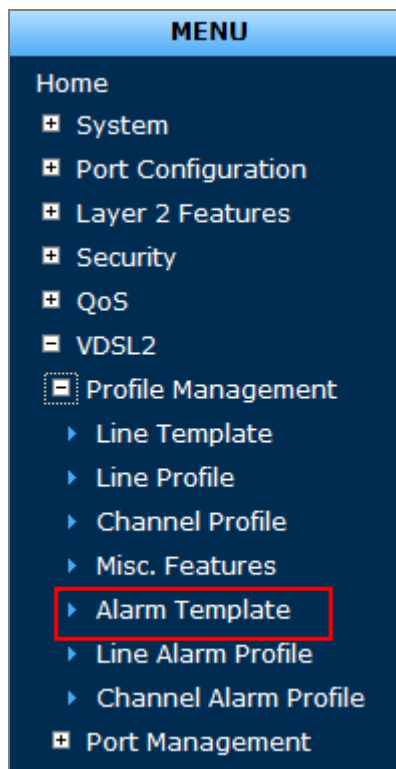 MENU
Home
System
Port Configuration
Layer 2 Features
Security
QoS
VDSL2
Profile Management
Line Template
Line Profile
Channel Profile
Misc. Features
Alarm Template
Line Alarm Profile
Channel Alarm Profile
Port Management